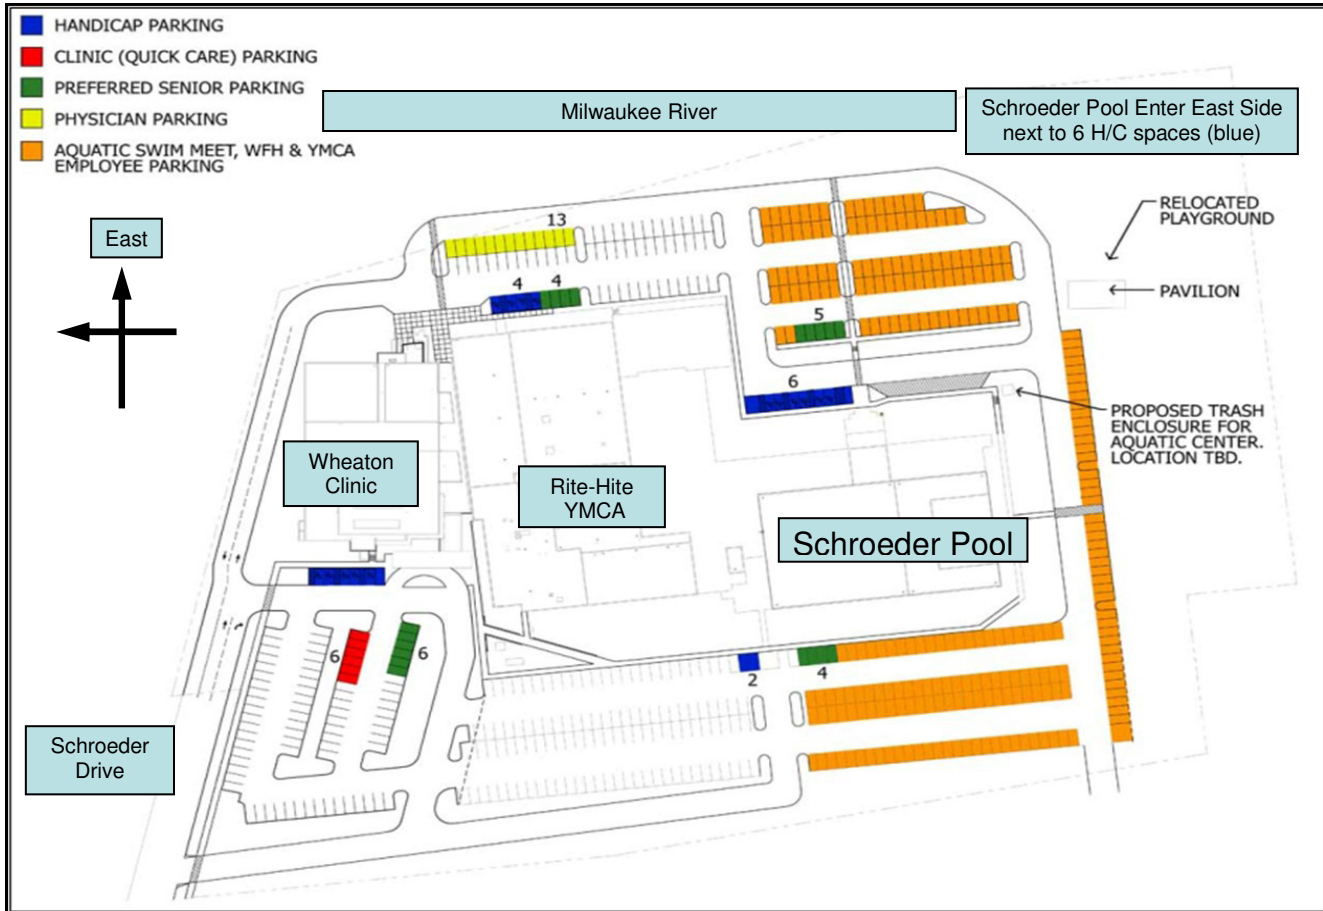 HANDICAP PARKING
CLINIC (QUICK CARE) PARKING
PREFERRED SENIOR PARKING
PHYSICIAN PARKING
AQUATIC SWIM MEET, WFH & YMCA
EMPLOYEE PARKING
Milwaukee River
Schroeder Pool Enter East Side
next to 6 H/C spaces (blue)
East
RELOCATED
PLAYGROUND
PAVILION
13
4
4
5
6
PROPOSED TRASH
ENCLOSURE FOR
AQUATIC CENTER.
LOCATION TBD.
Wheaton
Clinic
Rite-Hite
YMCA
Schroeder Pool
6
6
2
4
Schroeder
Drive